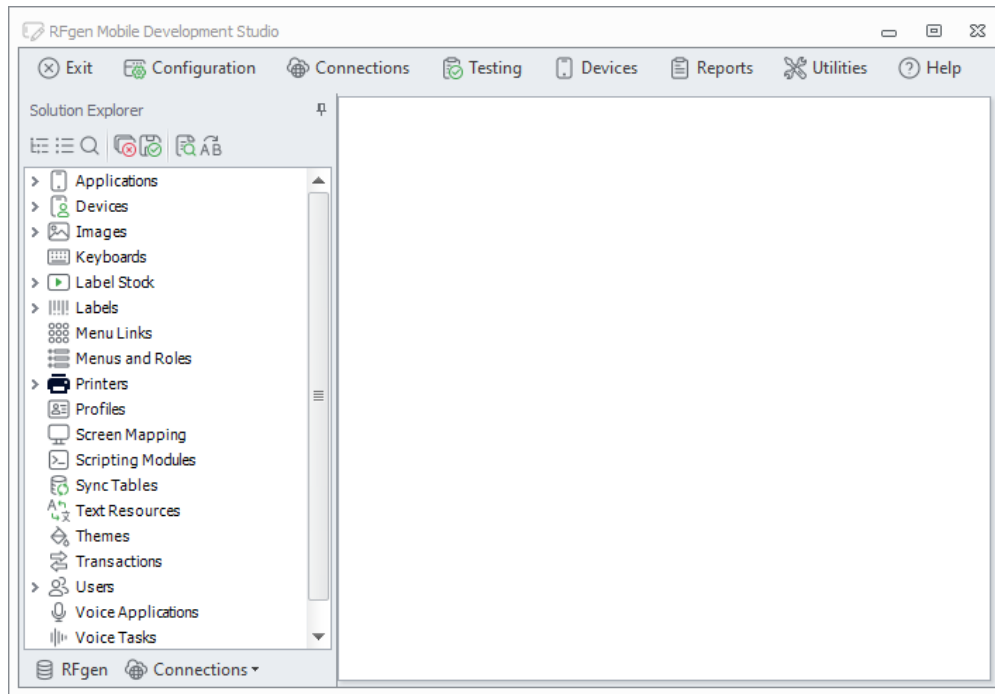 RFgen Mobile Development Studio
Exit Configuration Connections Testing Devices Reports Utilities Help
Solution Explorer
AB
Applications
Devices
Images
Keyboards
Label Stock
Labels
Menu Links
Menus and Roles
Printers
Profiles
Screen Mapping
Scripting Modules
Sync Tables
Text Resources
Themes
Transactions
Users
Voice Applications
Voice Tasks
RFgen Connections